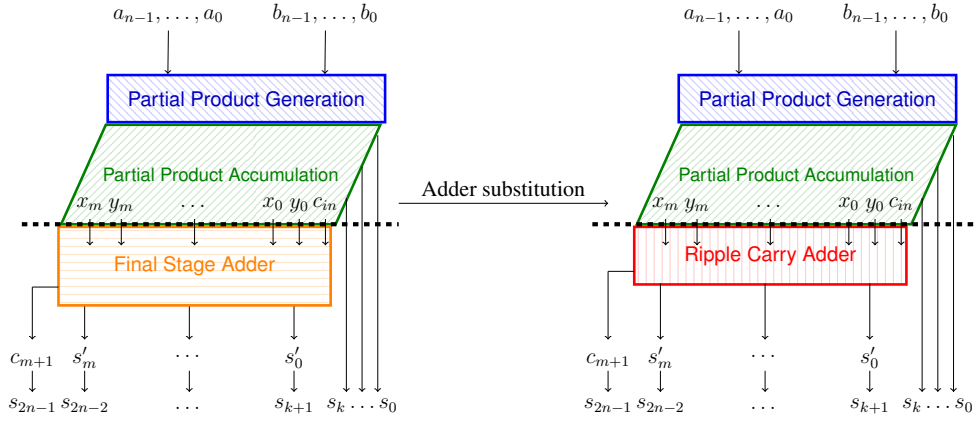 a_{n-1}, ..., a_0 b_{n-1}, ..., b_0 a_{n-1}, ..., a_0 b_{n-1}, ..., b_0
Partial Product Generation Partial Product Generation
Partial Product Accumulation Partial Product Accumulation
Adder substitution
x_m y_m ... x_0 y_0 c_{in} x_m y_m ... x_0 y_0 c_{in}
Final Stage Adder Ripple Carry Adder
c_{m+1} s'_m ... s'_0 c_{m+1} s'_m ... s'_0
s_{2n-1} s_{2n-2} ... s_{k+1} s_k ... s_0 s_{2n-1} s_{2n-2} ... s_{k+1} s_k ... s_0